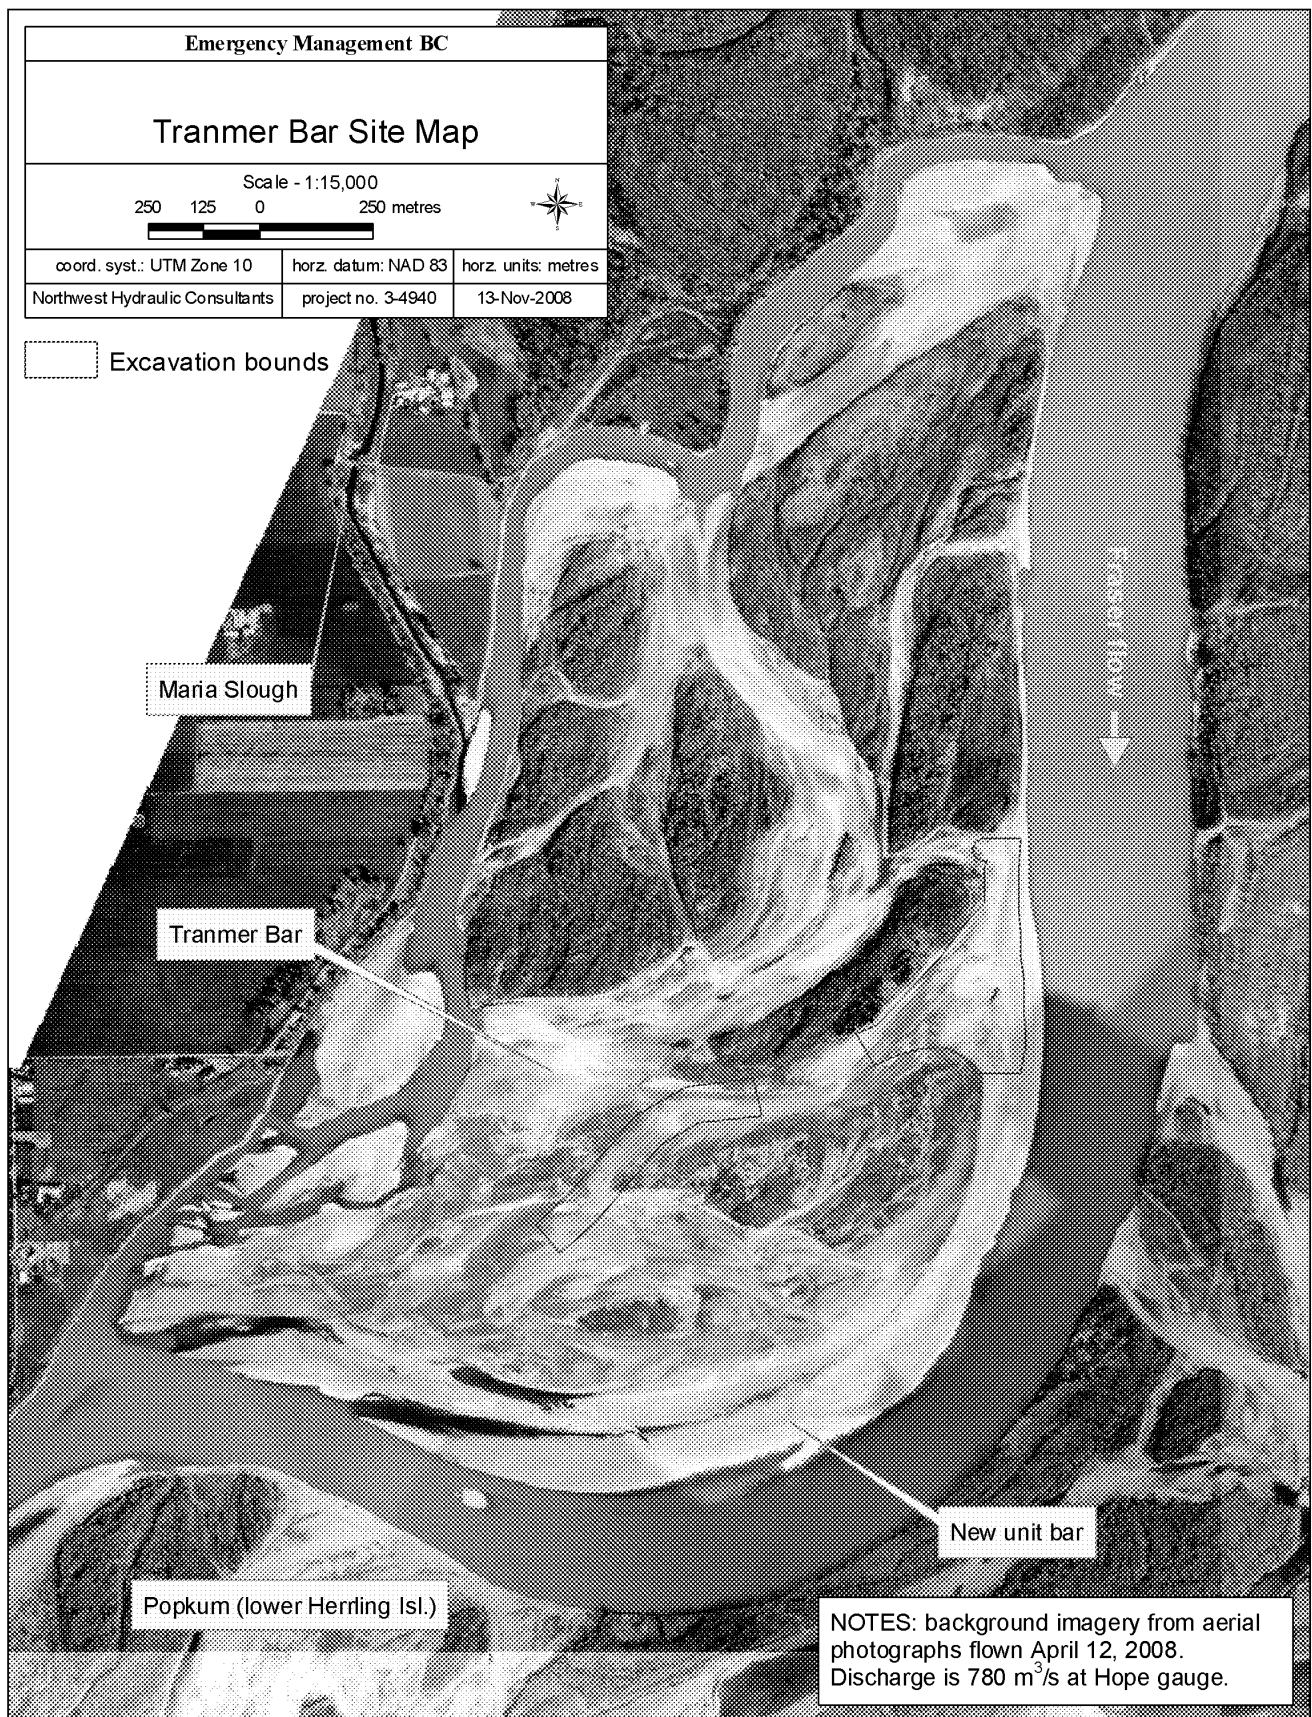 Emergency Management BC
Tranmer Bar Site Map
Scale - 1:15,000
250 125 0 250 metres
N
W E
S
coord. syst.: UTM Zone 10 horz. datum: NAD 83 horz. units: metres
Northwest Hydraulic Consultants project no. 3-4940 13-Nov-2008
Excavation bounds
Fraser flow
Maria Slough
Tranmer Bar
New unit bar
Popkum (lower Herrling Isl.)
NOTES: background imagery from aerial
photographs flown April 12, 2008.
Discharge is 780 m³/s at Hope gauge.